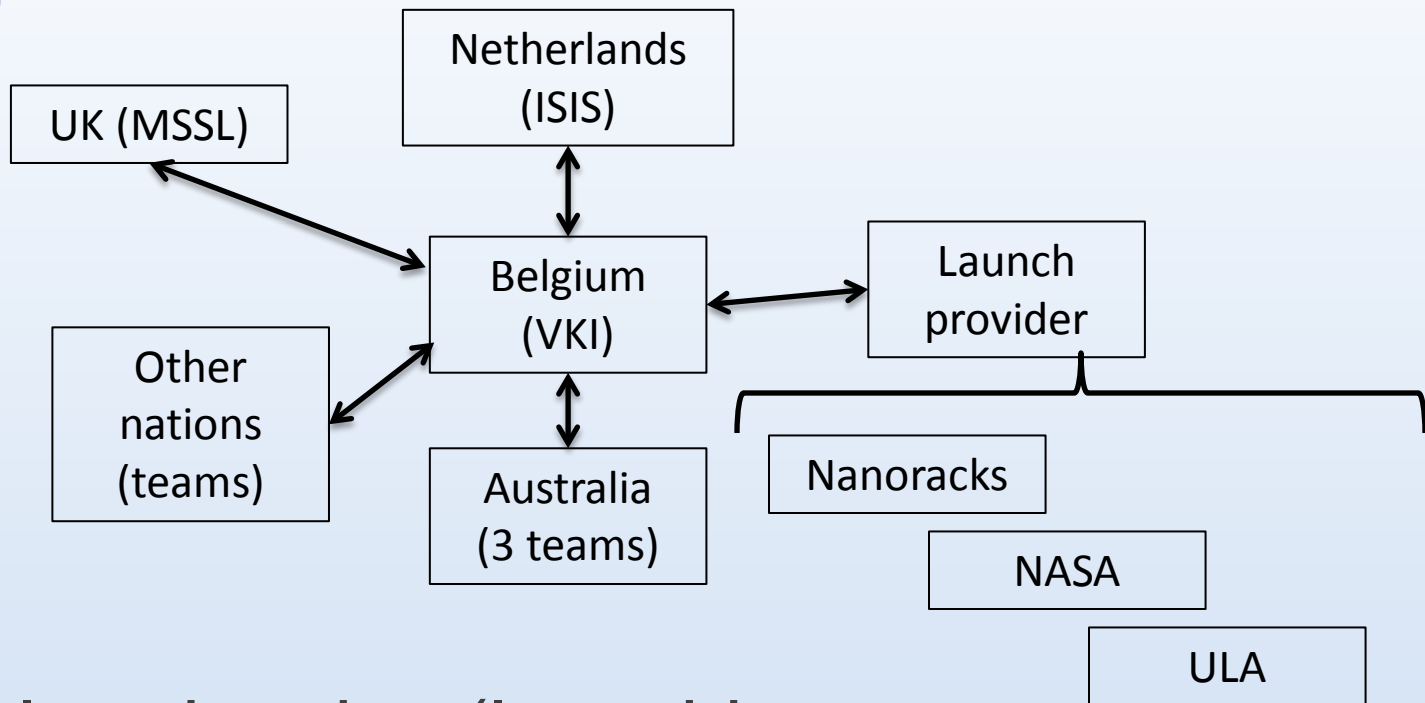 Netherlands
(ISIS)
UK (MSSL)
Belgium
(VKI)
Launch
provider
Other
nations
(teams)
Australia
(3 teams)
Nanoracks
NASA
ULA